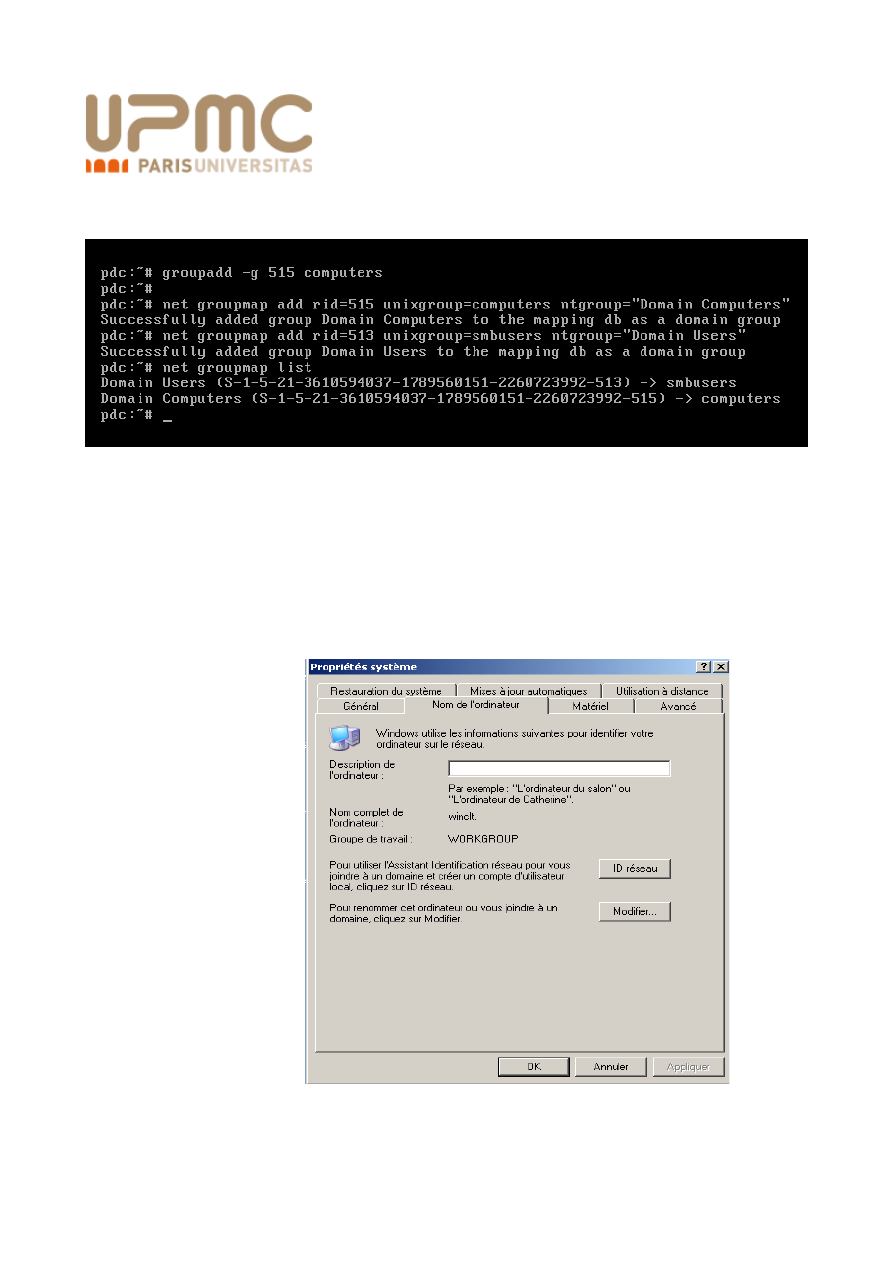 UPMC
PARISUNIVERSITAS
pdc:~# groupadd -g 515 computers
pdc:~#
pdc:~# net groupmap add rid=515 unixgroup=computers ntgroup="Domain Computers"
Successfully added group Domain Computers to the mapping db as a domain group
pdc:~# net groupmap add rid=513 unixgroup=smbusers ntgroup="Domain Users"
Successfully added group Domain Users to the mapping db as a domain group
pdc:~# net groupmap list
Domain Users (S-1-5-21-3610594037-1789560151-2260723992-513) -> smbusers
Domain Computers (S-1-5-21-3610594037-1789560151-2260723992-515) -> computers
pdc:~# _
Propriétés système
Restauration du système Mises à jour automatiques Utilisation à distance
Général Nom de l'ordinateur Matériel Avancé
Windows utilise les informations suivantes pour identifier votre
ordinateur sur le réseau.
Description de
l'ordinateur :
Par exemple : "L'ordinateur du salon" ou
"L'ordinateur de Catherine".
Nom complet de
l'ordinateur :
winclt.
Groupe de travail : WORKGROUP
Pour utiliser l'Assistant Identification réseau pour vous
joindre à un domaine et créer un compte d'utilisateur
local, cliquez sur ID réseau.
ID réseau
Pour renommer cet ordinateur ou vous joindre à un
domaine, cliquez sur Modifier.
Modifier...
OK Annuler Appliquer